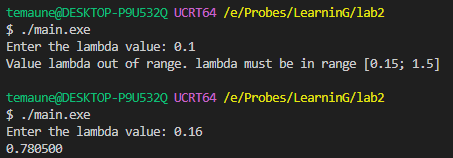 temaune@DESKTOP-P9U532Q UCRT64 /e/Probes/LearninG/lab2
$ ./main.exe
Enter the lambda value: 0.1
Value lambda out of range. lambda must be in range [0.15; 1.5]
temaune@DESKTOP-P9U532Q UCRT64 /e/Probes/LearninG/lab2
$ ./main.exe
Enter the lambda value: 0.16
0.780500